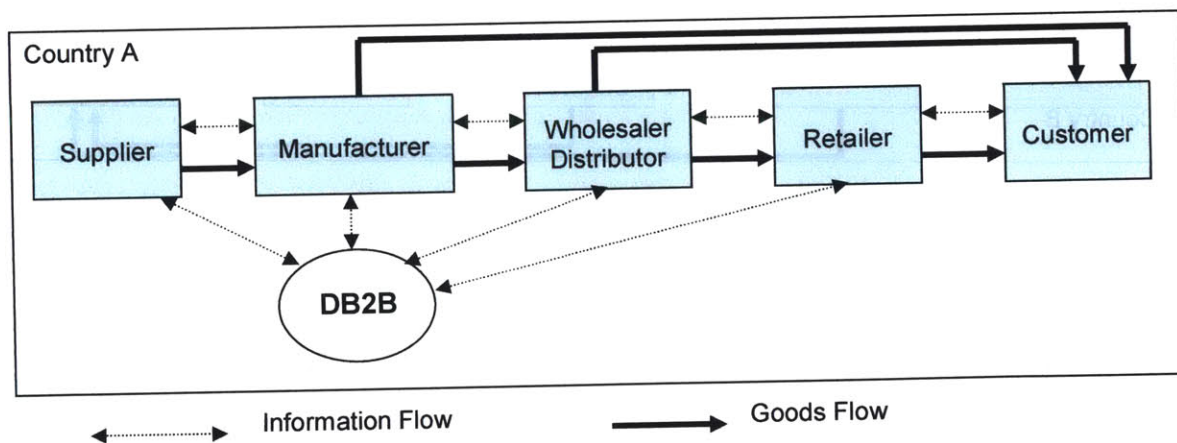 Country A
Supplier
Manufacturer
Wholesaler
Distributor
Retailer
Customer
DB2B
Information Flow
Goods Flow